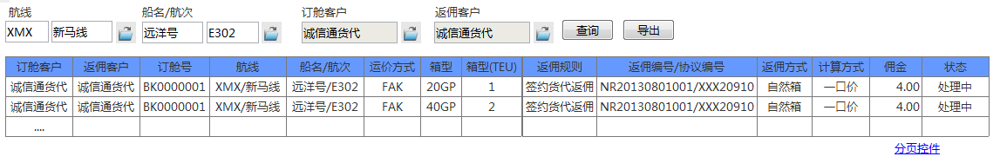 航线 船名/航次 订舱客户 返佣客户
XMX 新马线 远洋号 E302 诚信通货代 诚信通货代 查询 导出
订舱客户 返佣客户 订舱号 航线 船名/航次 运价方式 箱型 箱型(TEU) 返佣规则 返佣编号/协议编号 返佣方式 计算方式 佣金 状态
诚信通货代 诚信通货代 BK0000001 XMX/新马线 远洋号/E302 FAK 20GP 1 签约货代返佣 NR20130801001/XXX20910 自然箱 一口价 4.00 处理中
诚信通货代 诚信通货代 BK0000001 XMX/新马线 远洋号/E302 FAK 40GP 2 签约货代返佣 NR20130801001/XXX20910 自然箱 一口价 4.00 处理中
....
分页控件